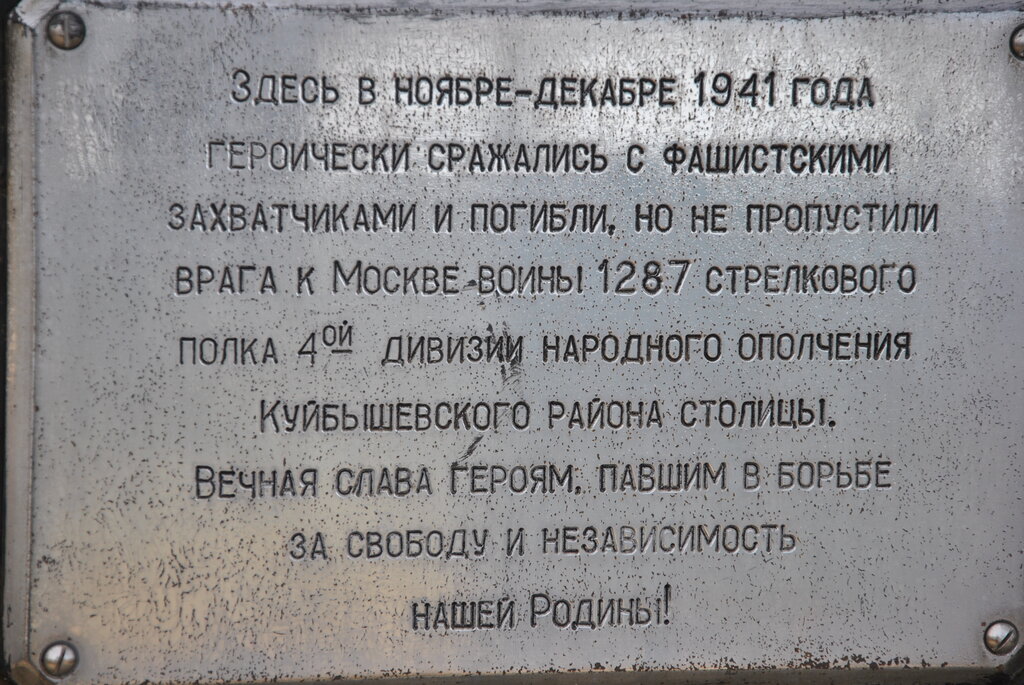 Здесь в ноябре-декабре 1941 года
героически сражались с фашистскими
захватчиками и погибли, но не пропустили
врага к Москве-воины 1287 стрелкового
полка 4ой дивизии народного ополчения
Куйбышевского района столицы.
Вечная слава героям, павшим в борьбе
за свободу и независимость
нашей Родины!